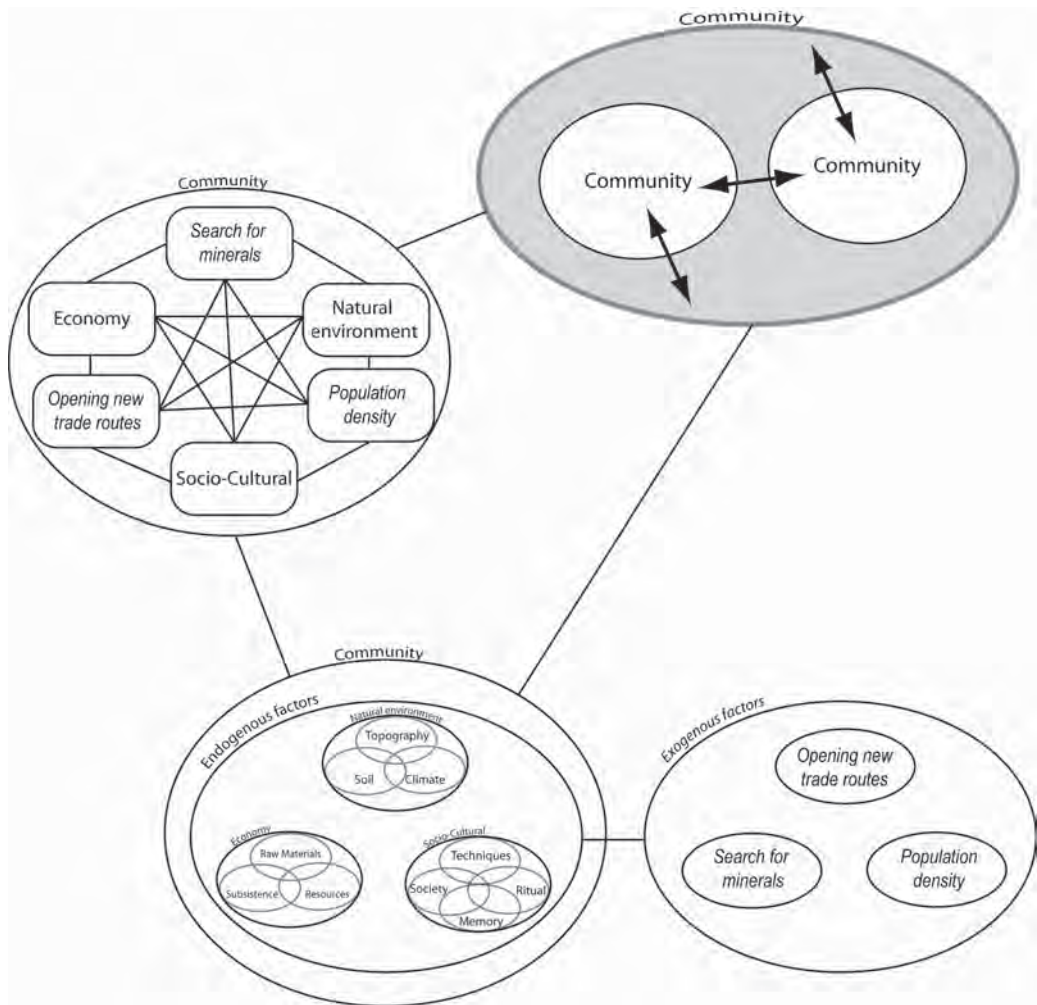 Community
Community
Community
Community
Search for
minerals
Economy
Natural
environment
Opening new
trade routes
Population
density
Socio-Cultural
Community
Endogenous factors
Natural environment
Topography
Soil
Climate
Economy
Raw Materials
Subsistence
Resources
Socio-Cultural
Techniques
Society
Ritual
Memory
Exogenous factors
Opening new
trade routes
Search for
minerals
Population
density